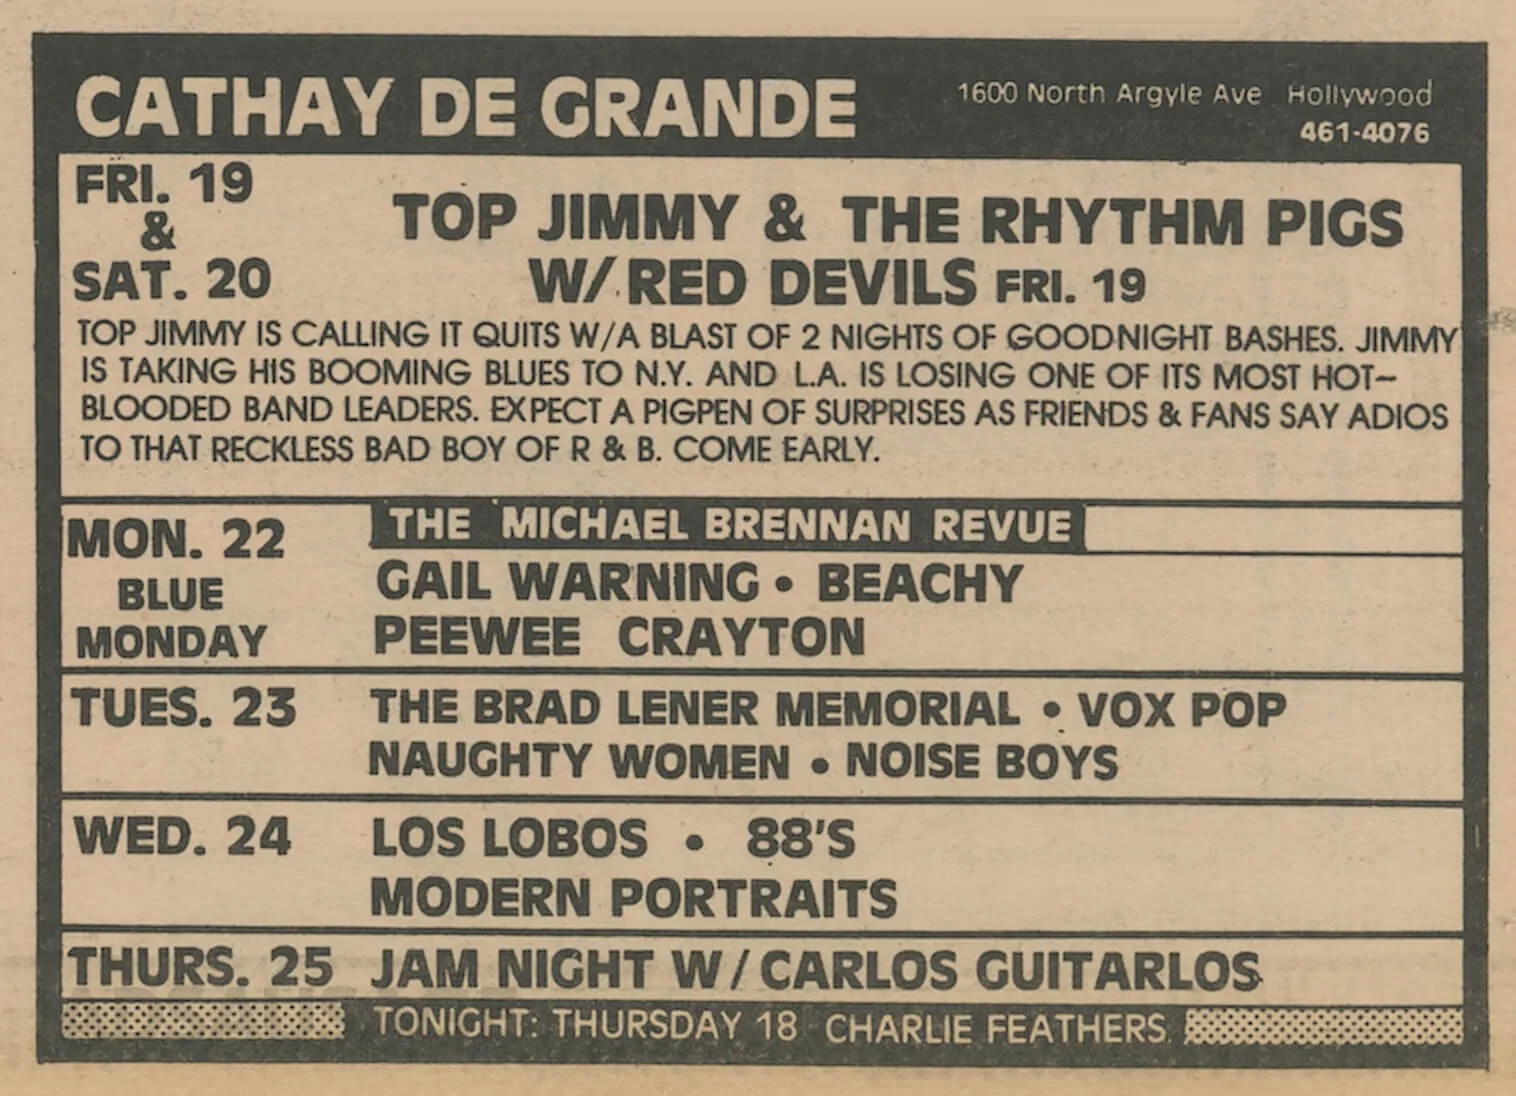 CATHAY DE GRANDE
1600 North Argyle Ave Hollywood
461-4076
FRI. 19
&
SAT. 20
TOP JIMMY & THE RHYTHM PIGS
W/ RED DEVILS FRI. 19
TOP JIMMY IS CALLING IT QUITS W/A BLAST OF 2 NIGHTS OF GOODNIGHT BASHES. JIMMY
IS TAKING HIS BOOMING BLUES TO N.Y. AND L.A. IS LOSING ONE OF ITS MOST HOT-
BLOODED BAND LEADERS. EXPECT A PIGPEN OF SURPRISES AS FRIENDS & FANS SAY ADIOS
TO THAT RECKLESS BAD BOY OF R & B. COME EARLY.
MON. 22
BLUE
MONDAY
THE MICHAEL BRENNAN REVUE
GAIL WARNING • BEACHY
PEEWEE CRAYTON
TUES. 23
THE BRAD LENER MEMORIAL • VOX POP
NAUGHTY WOMEN • NOISE BOYS
WED. 24
LOS LOBOS • 88'S
MODERN PORTRAITS
THURS. 25
JAM NIGHT W/ CARLOS GUITARLOS
TONIGHT: THURSDAY 18 CHARLIE FEATHERS